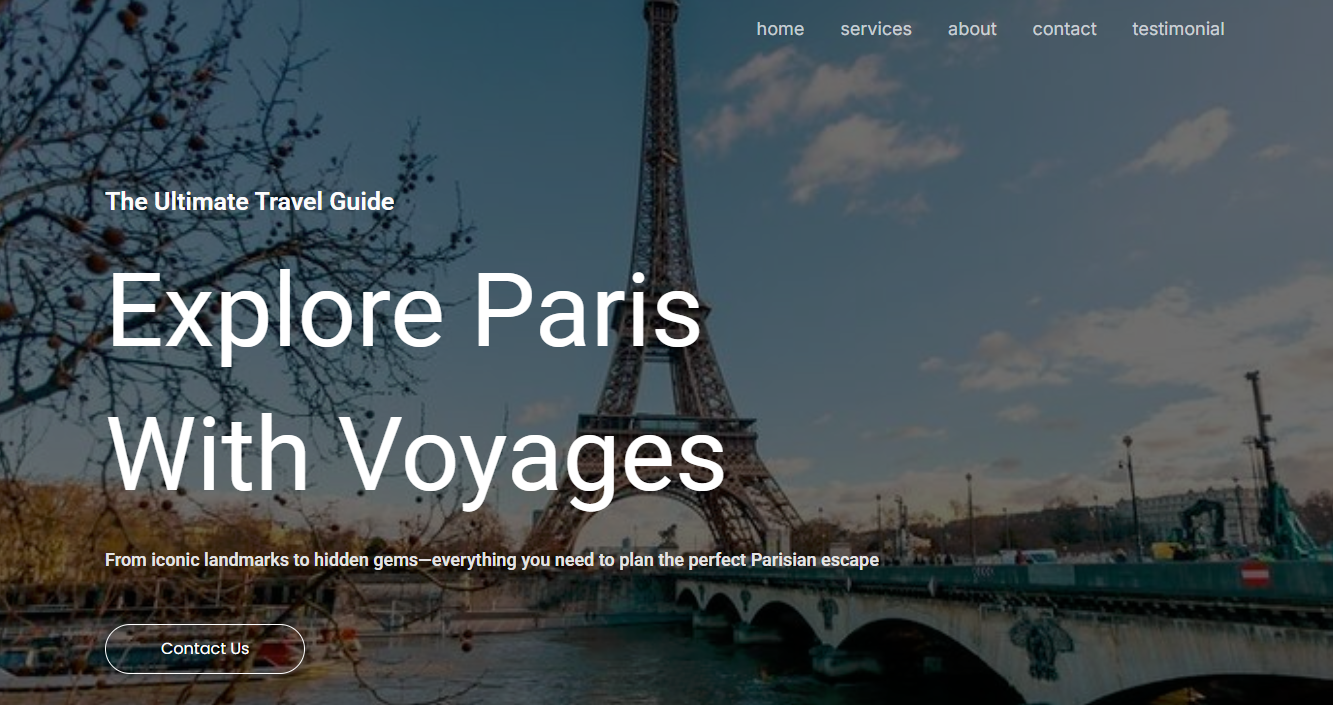 home services about contact testimonial
The Ultimate Travel Guide
Explore Paris
With Voyages
From iconic landmarks to hidden gems—everything you need to plan the perfect Parisian escape
Contact Us